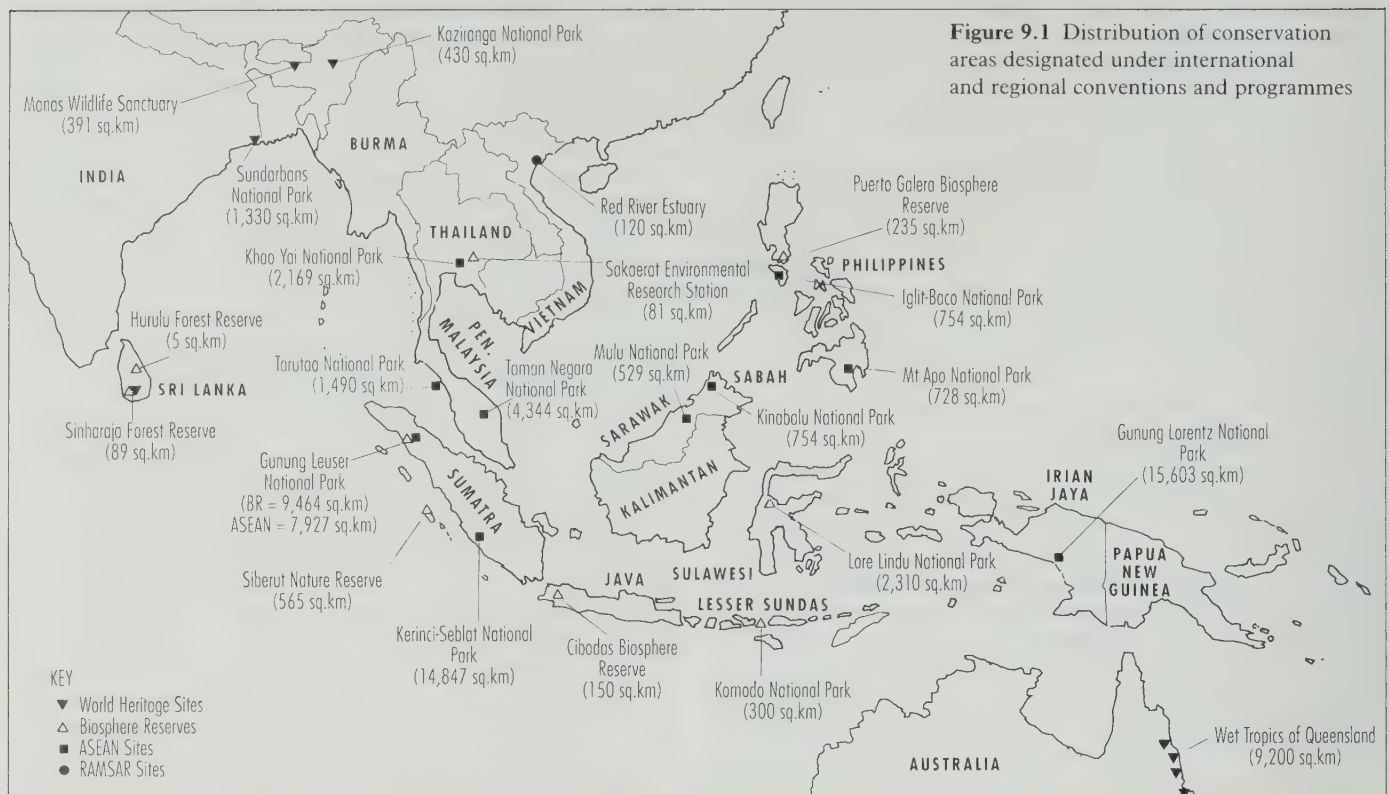 Figure 9.1 Distribution of conservation
areas designated under international
and regional conventions and programmes
Kaziranga National Park
(430 sq.km)
Manas Wildlife Sanctuary
(391 sq.km)
BURMA
INDIA
Sundarbans
National Park
(1,330 sq.km)
Red River Estuary
(120 sq.km)
Puerto Galera Biosphere
Reserve
(235 sq.km)
THAILAND
Khao Yai National Park
(2,169 sq.km)
Sakaerat Environmental
Research Station
(81 sq.km)
PHILIPPINES
Iglit-Baco National Park
(754 sq.km)
VIETNAM
Hurulu Forest Reserve
(5 sq.km)
PEN.
MALAYSIA
Tarutao National Park
(1,490 sq.km)
Taman Negara
National Park
(4,344 sq.km)
Mulu National Park
(529 sq.km)
SABAH
Mt Apo National Park
(728 sq.km)
SRI LANKA
Sinharaja Forest Reserve
(89 sq.km)
SARAWAK
Kinabalu National Park
(754 sq.km)
Gunung Lorentz National
Park
(15,603 sq.km)
Gunung Leuser
National Park
(BR = 9,464 sq.km)
ASEAN = 7,927 sq.km)
SUMATRA
KALIMANTAN
IRIAN
JAYA
Siberut Nature Reserve
(565 sq.km)
Lore Lindu National Park
(2,310 sq.km)
PAPUA
NEW
GUINEA
JAVA
SULAWESI
LESSER SUNDAS
Kerinci-Seblat National
Park
(14,847 sq.km)
Cibodas Biosphere
Reserve
(150 sq.km)
Komodo National Park
(300 sq.km)
KEY
▼ World Heritage Sites
△ Biosphere Reserves
■ ASEAN Sites
● RAMSAR Sites
AUSTRALIA
Wet Tropics of Queensland
(9,200 sq.km)